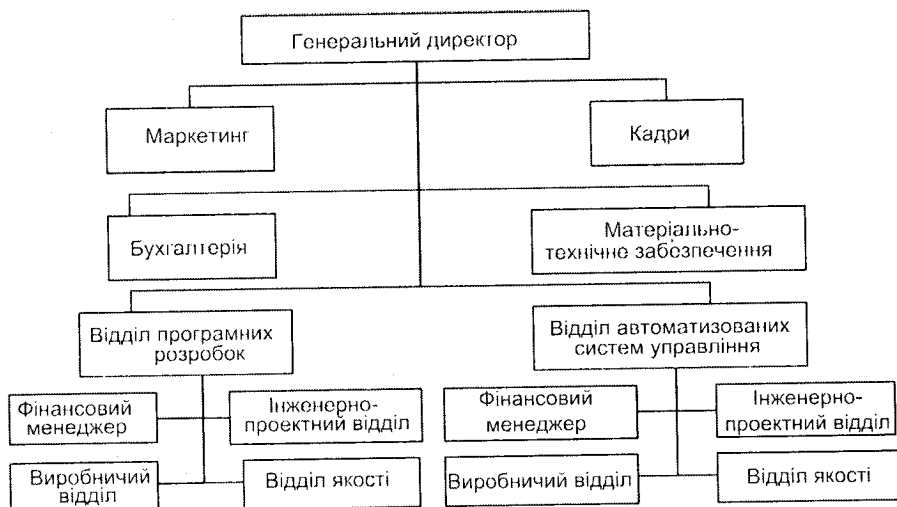 Генеральний директор
Маркетинг
Кадри
Бухгалтерія
Матеріально-
технічне забезпечення
Відділ програмних
розробок
Відділ автоматизованих
систем управління
Фінансовий
менеджер
Інженерно-
проектний відділ
Фінансовий
менеджер
Інженерно-
проектний відділ
Виробничий
відділ
Відділ якості
Виробничий відділ
Відділ якості